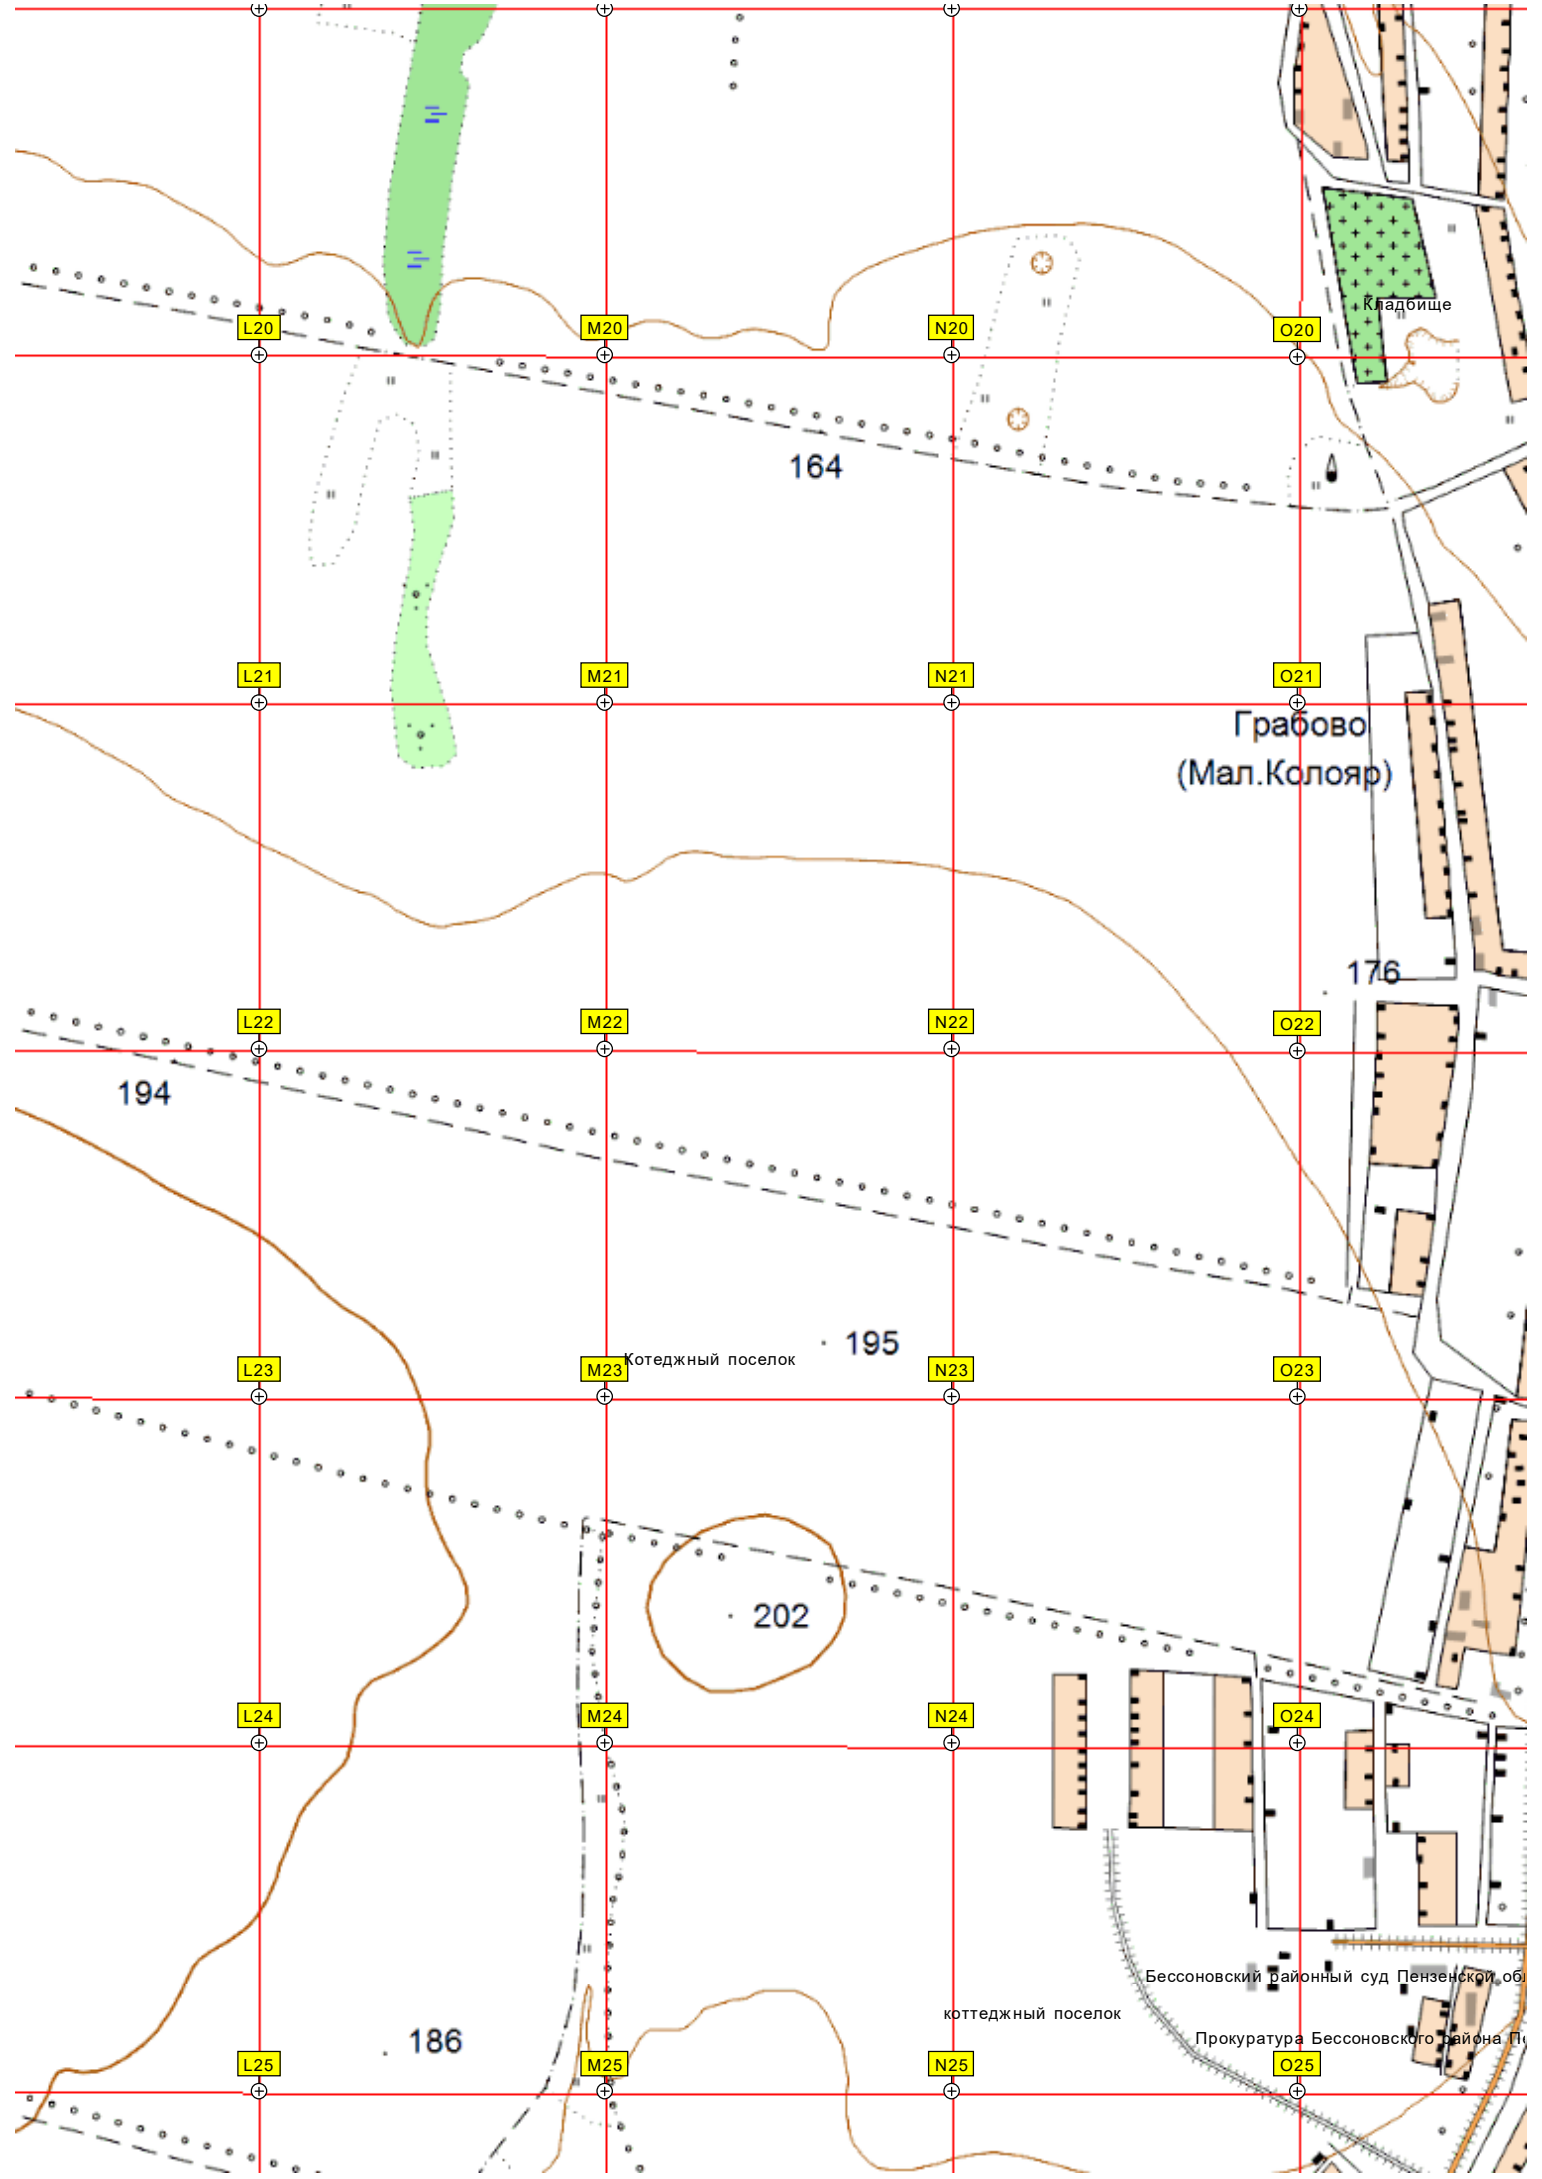 Кладбище
L20
M20
N20
O20
164
L21
M21
N21
O21
Грабово
(Мал.Колояр)
176
L22
M22
N22
O22
194
195
Котеджный поселок
L23
M23
N23
O23
202
L24
M24
N24
O24
Бессоновский районный суд Пензенской
коттеджный поселок
Прокуратура Бессоновского района
186
L25
M25
N25
O25